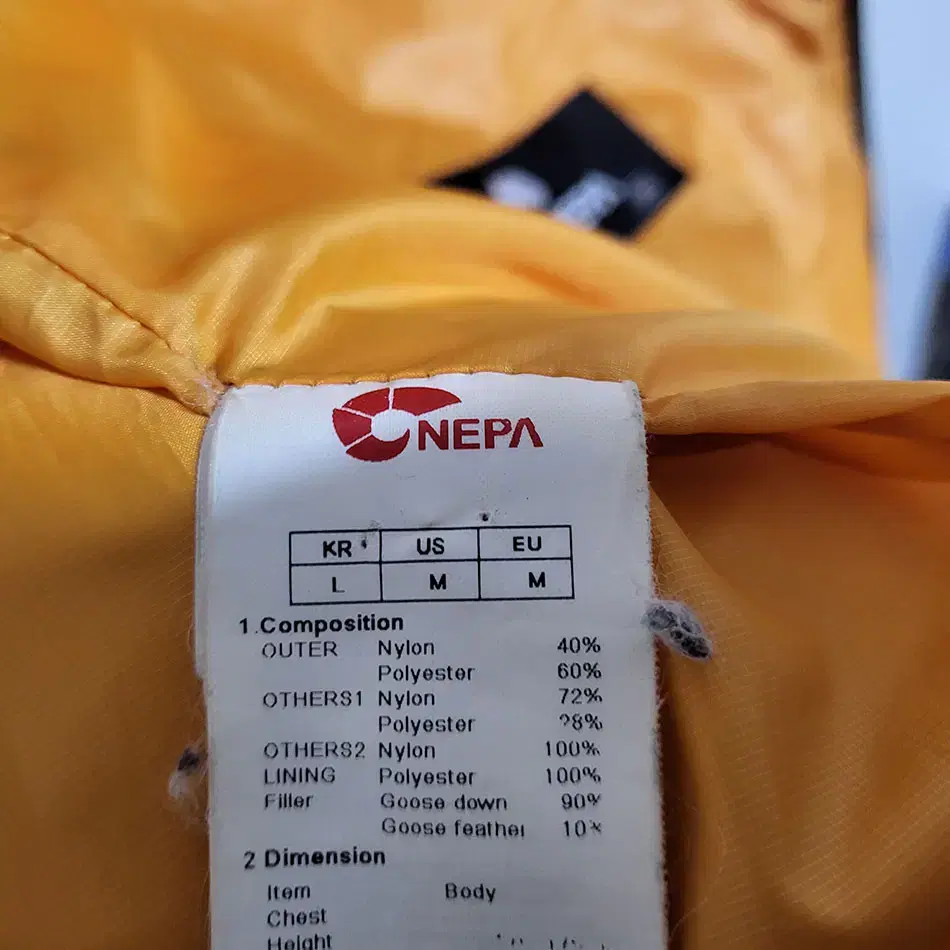 NEPA
KR US EU
L M M
1.Composition
OUTER Nylon 40%
Polyester 60%
OTHERS1 Nylon 72%
Polyester 28%
OTHERS2 Nylon 100%
LINING Polyester 100%
Filler Goose down 90%
Goose feather 10%
2 Dimension
Item Body
Chest
Height